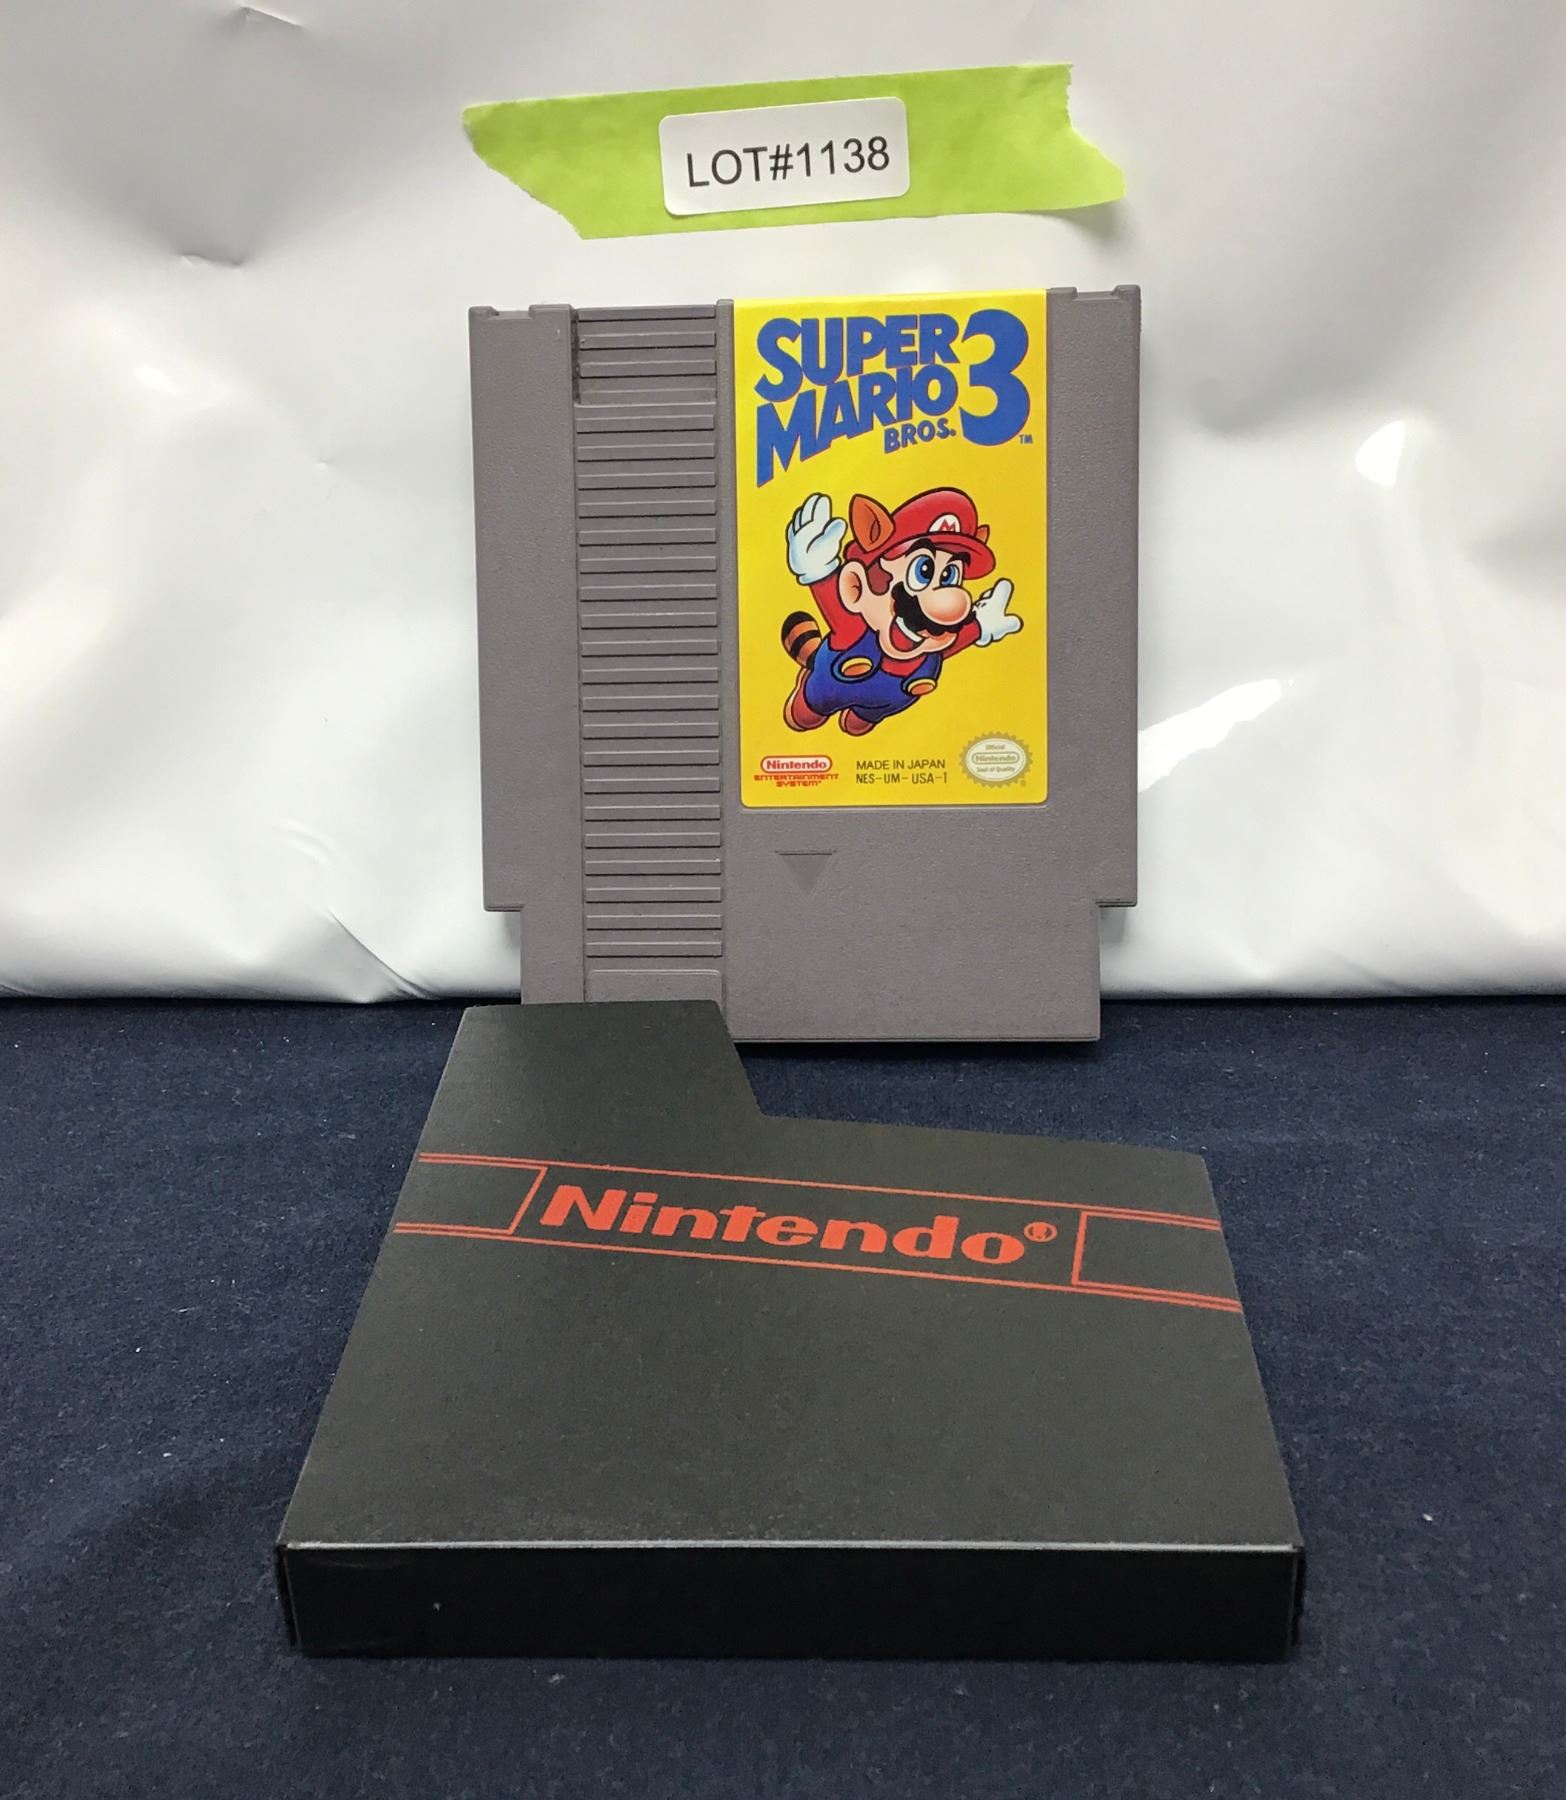 LOT#1138
SUPER
MARIO 3
BROS. TM
M
Nintendo
ENTERTAINMENT
SYSTEM
MADE IN JAPAN
NES-UM-USA-1
Official
Nintendo
Seal of Quality
Nintendo®